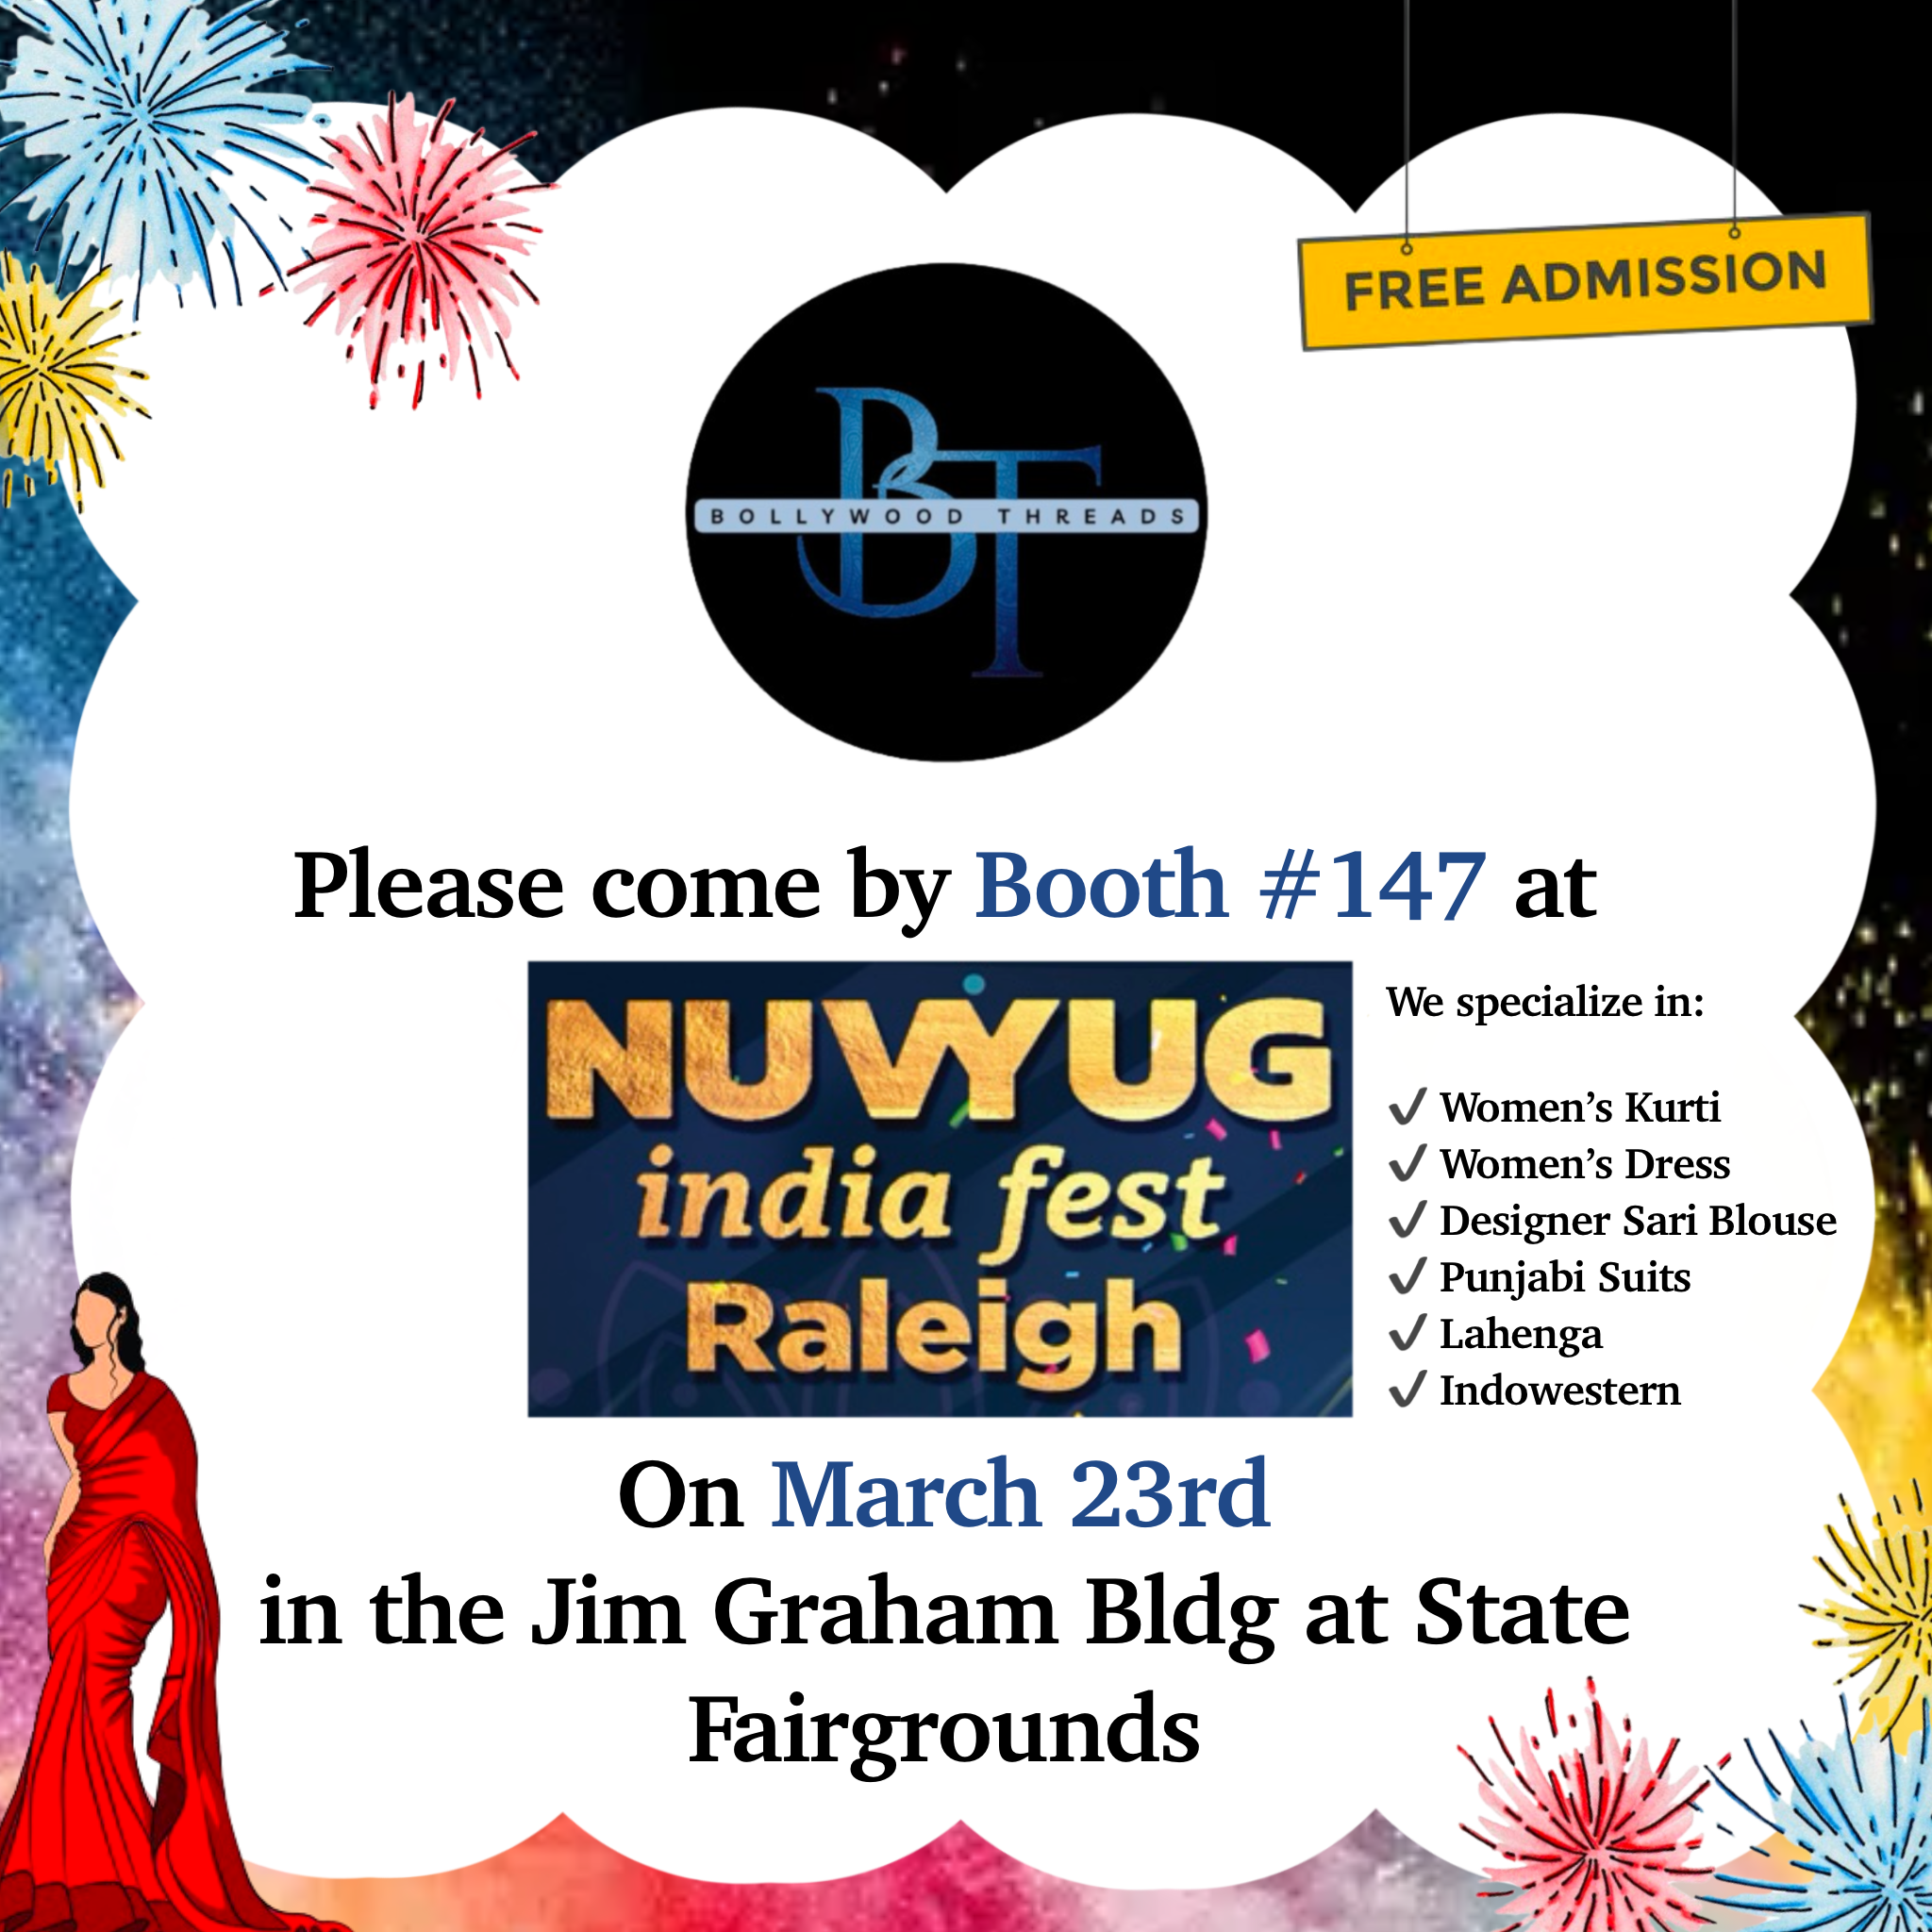 FREE ADMISSION
BT
BOLLYWOOD THREADS
Please come by Booth #147 at
NUVYUG
india fest
Raleigh
We specialize in:
✓ Women’s Kurti
✓ Women’s Dress
✓ Designer Sari Blouse
✓ Punjabi Suits
✓ Lahenga
✓ Indowestern
On March 23rd
in the Jim Graham Bldg at State
Fairgrounds